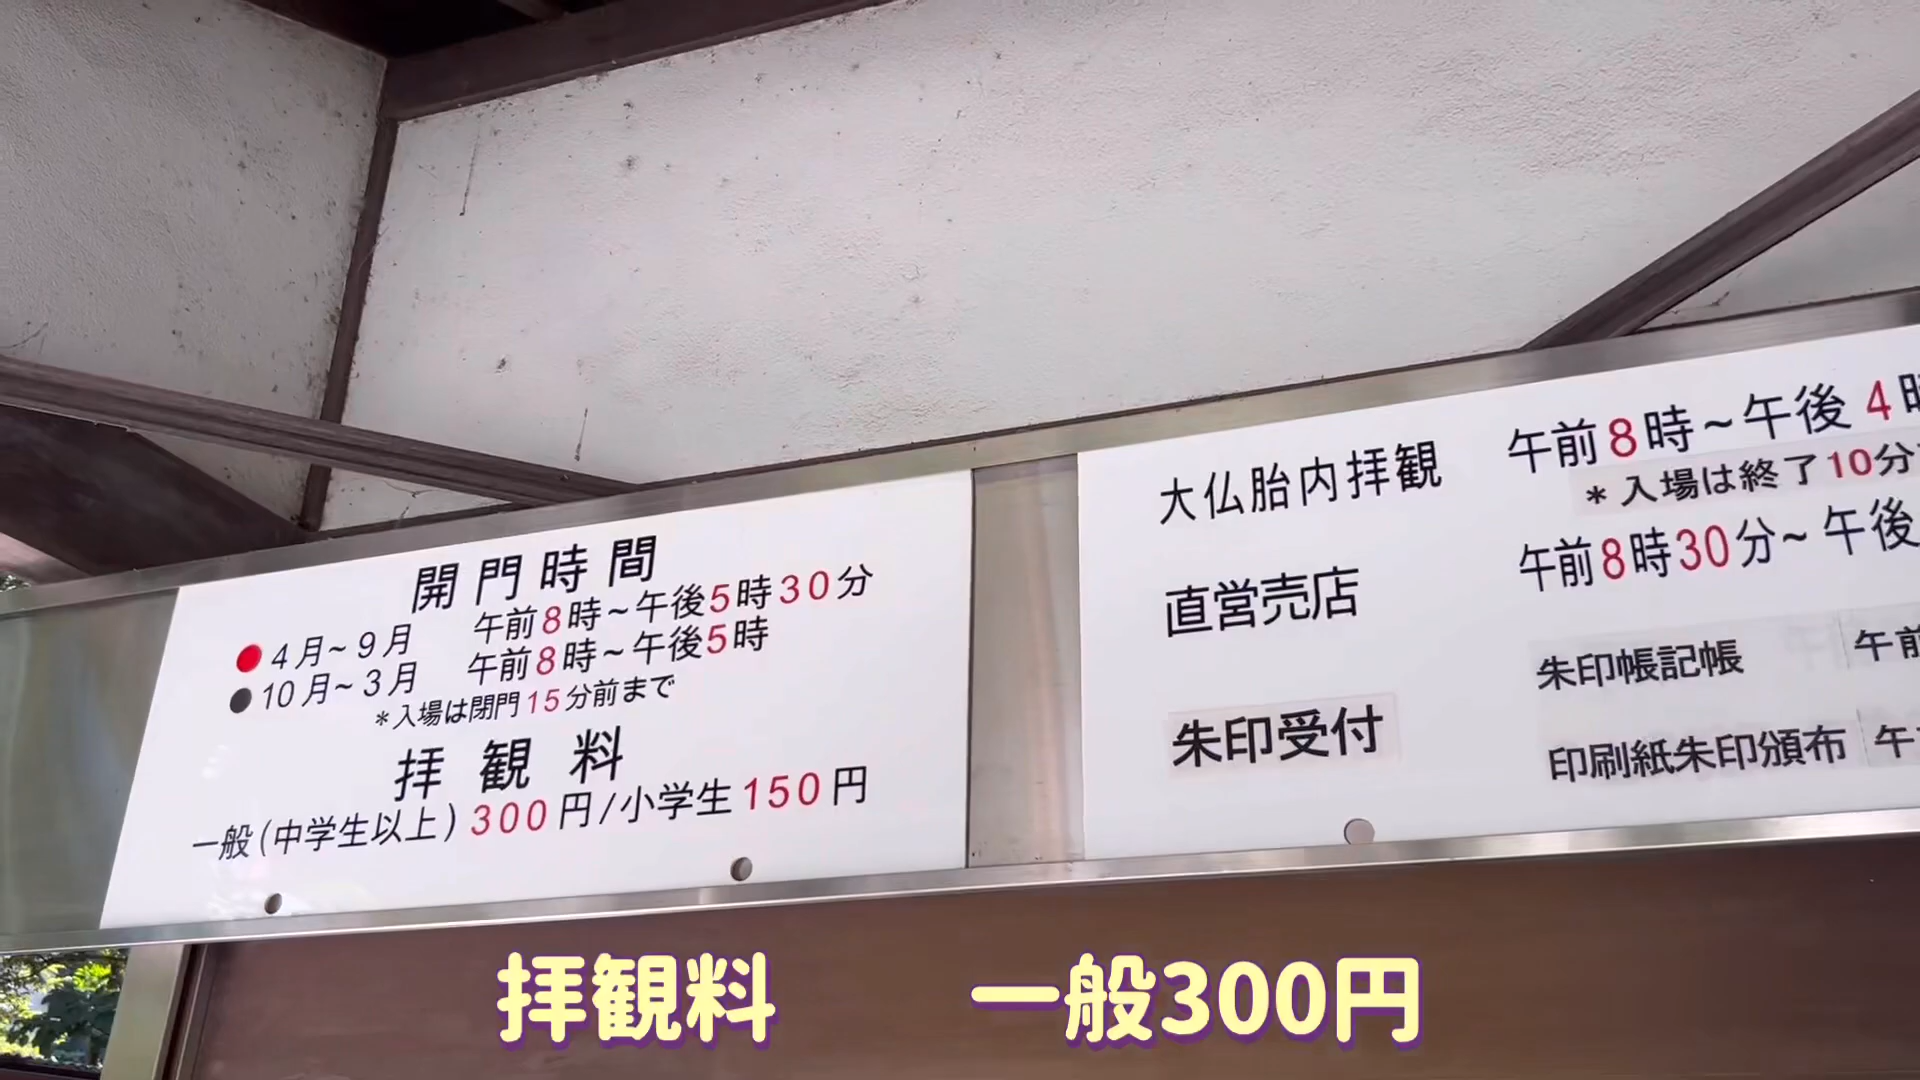 開門時間
4月~9月 午前8時~午後5時30分
10月~3月 午前8時~午後5時
*入場は閉門15分前まで
拝観料
一般(中学生以上)300円/小学生150円
大仏胎内拝観 午前8時~午後4時
*入場は終了10分
直営売店 午前8時30分~午後
朱印受付
朱印帳記帳 午前
印刷紙朱印頒布 午
拝観料 一般300円